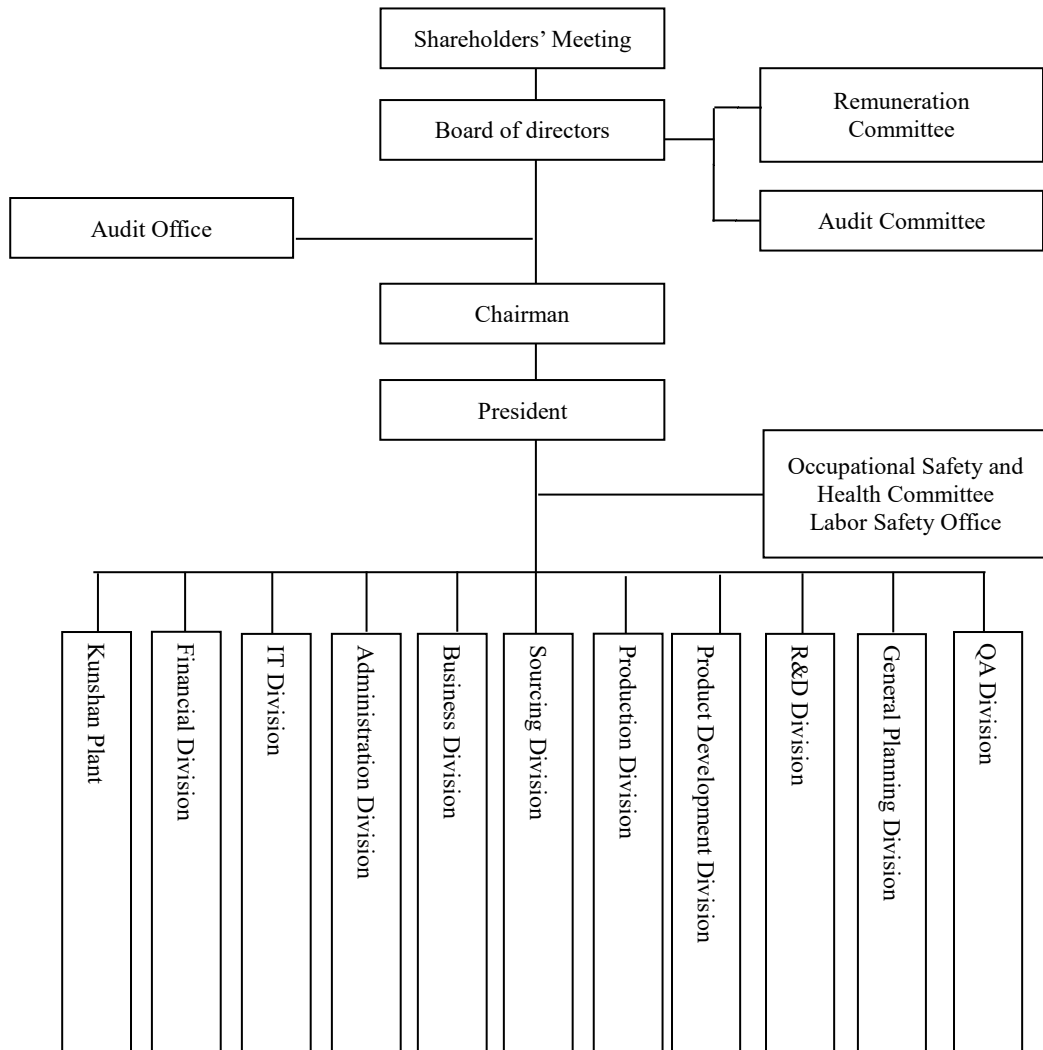 Shareholders’ Meeting
Board of directors
Remuneration
Committee
Audit Office
Audit Committee
Chairman
President
Occupational Safety and
Health Committee
Labor Safety Office
Kunshan Plant
Financial Division
IT Division
Administration Division
Business Division
Sourcing Division
Production Division
Product Development Division
R&D Division
General Planning Division
QA Division